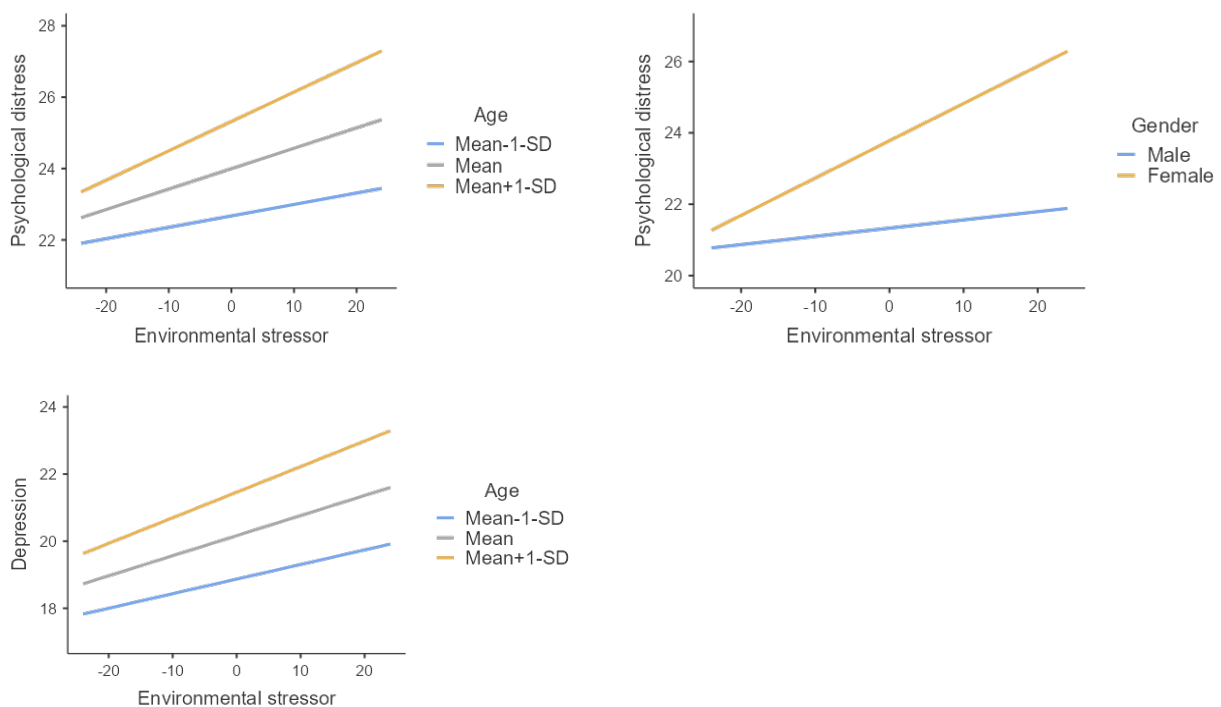 28
26
24
22
Psychological distress
-20 -10 0 10 20
Environmental stressor
Age
Mean-1-SD
Mean
Mean+1-SD
26
24
22
20
Psychological distress
-20 -10 0 10 20
Environmental stressor
Gender
Male
Female
24
22
20
18
Depression
-20 -10 0 10 20
Environmental stressor
Age
Mean-1-SD
Mean
Mean+1-SD